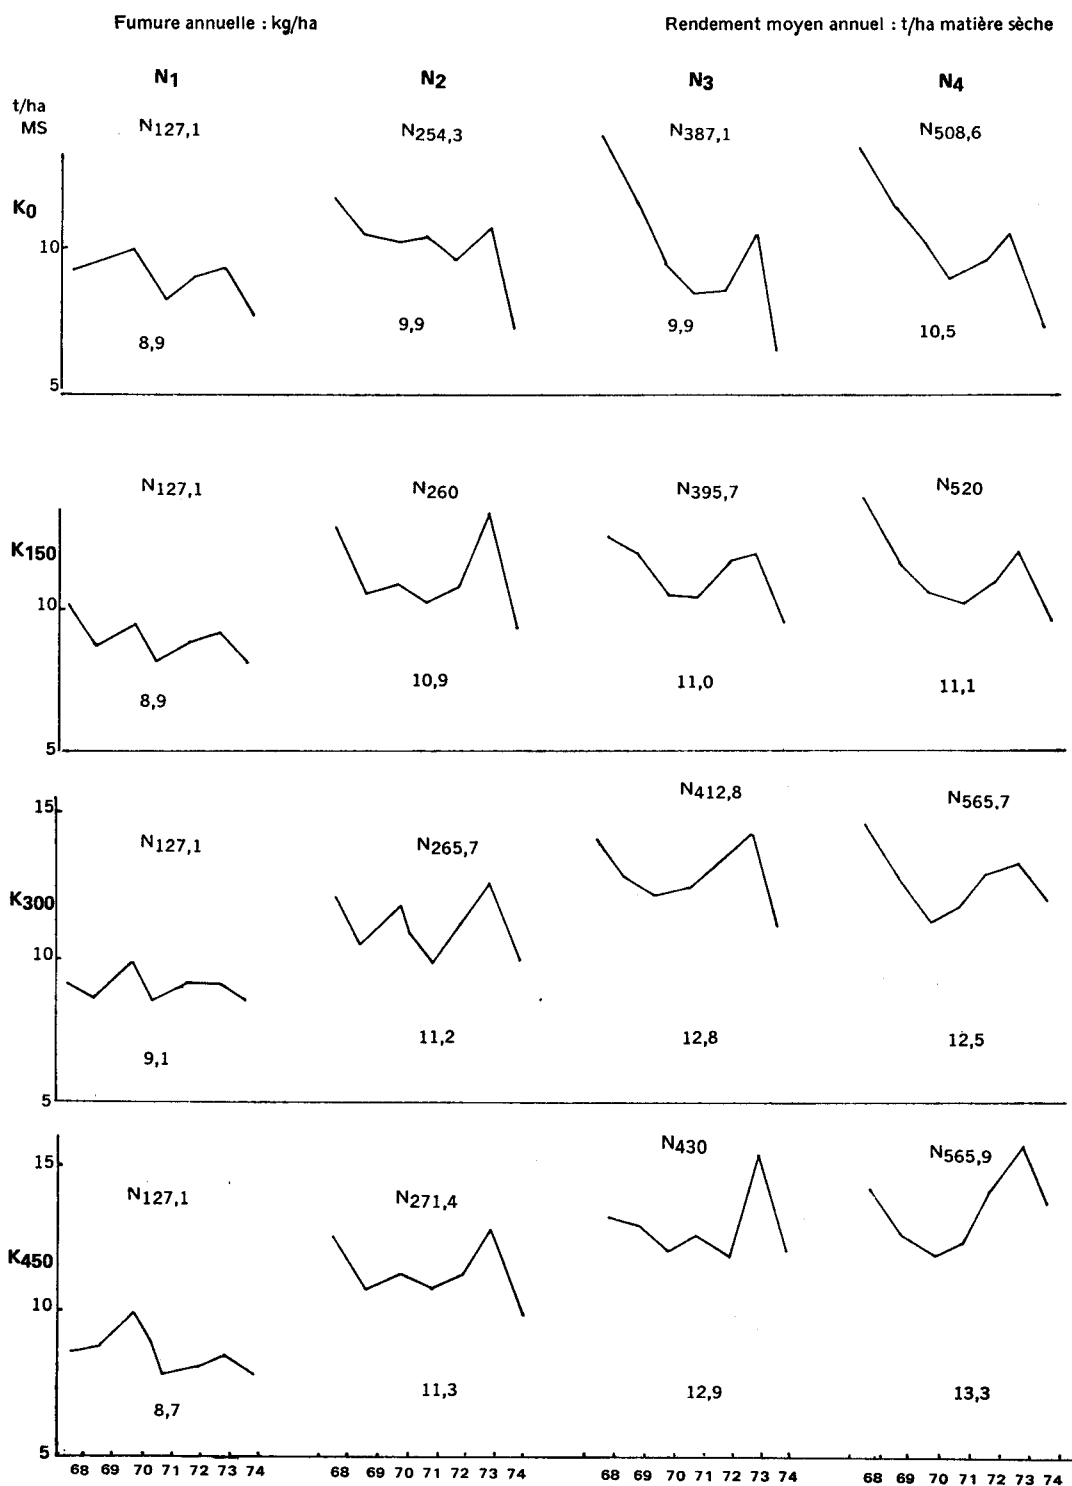 Fumure annuelle : kg/ha Rendement moyen annuel : t/ha matière sèche
N1 N2 N3 N4
t/ha
MS
N127,1 N254,3 N387,1 N508,6
K0
10
8,9 9,9 9,9 10,5
5
N127,1 N260 N395,7 N520
K150
10
8,9 10,9 11,0 11,1
5
15
N127,1 N265,7 N412,8 N565,7
K300
10
9,1 11,2 12,8 12,5
5
15
N127,1 N271,4 N430 N565,9
K450
10
8,7 11,3 12,9 13,3
5
68 69 70 71 72 73 74 68 69 70 71 72 73 74 68 69 70 71 72 73 74 68 69 70 71 72 73 74